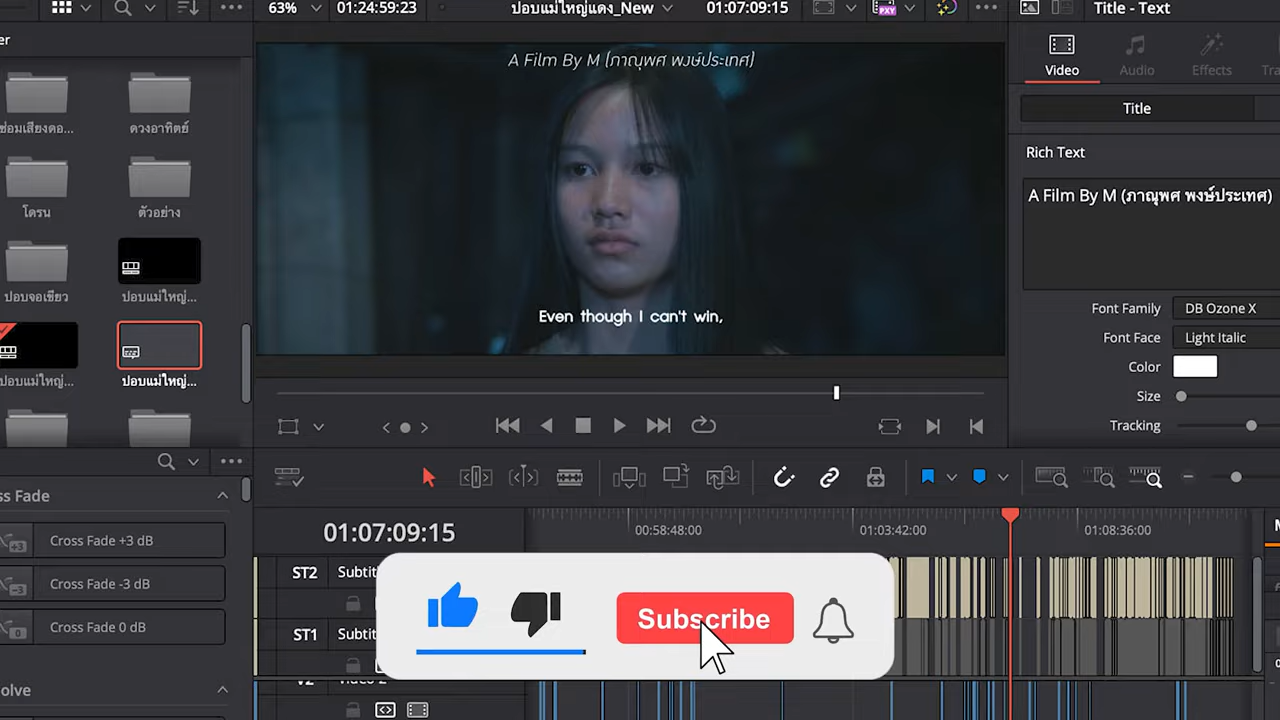 63%
01:24:59:23
ปอบแม่ใหญ่แดง_New
01:07:09:15
PXY
Title - Text
er
Video
Audio
Effects
Title
Rich Text
A Film By M (ภาณุพศ พงษ์ประเทศ)
A Film By M (ภาณุพศ พงษ์ประเทศ)
ซ่อมเสียงดอ...
ดวงอาทิตย์
โดรน
ตัวอย่าง
ปอบจอเขียว
ปอบแม่ใหญ่...
ปอบแม่ใหญ่...
ปอบแม่ใหญ่...
Even though I can't win,
Font Family
DB Ozone X
Font Face
Light Italic
Color
Size
Tracking
ss Fade
Cross Fade +3 dB
Cross Fade -3 dB
Cross Fade 0 dB
solve
01:07:09:15
00:58:48:00
01:03:42:00
01:08:36:00
ST2
Subtit
ST1
Subtit
Subscribe
V2
Video 2